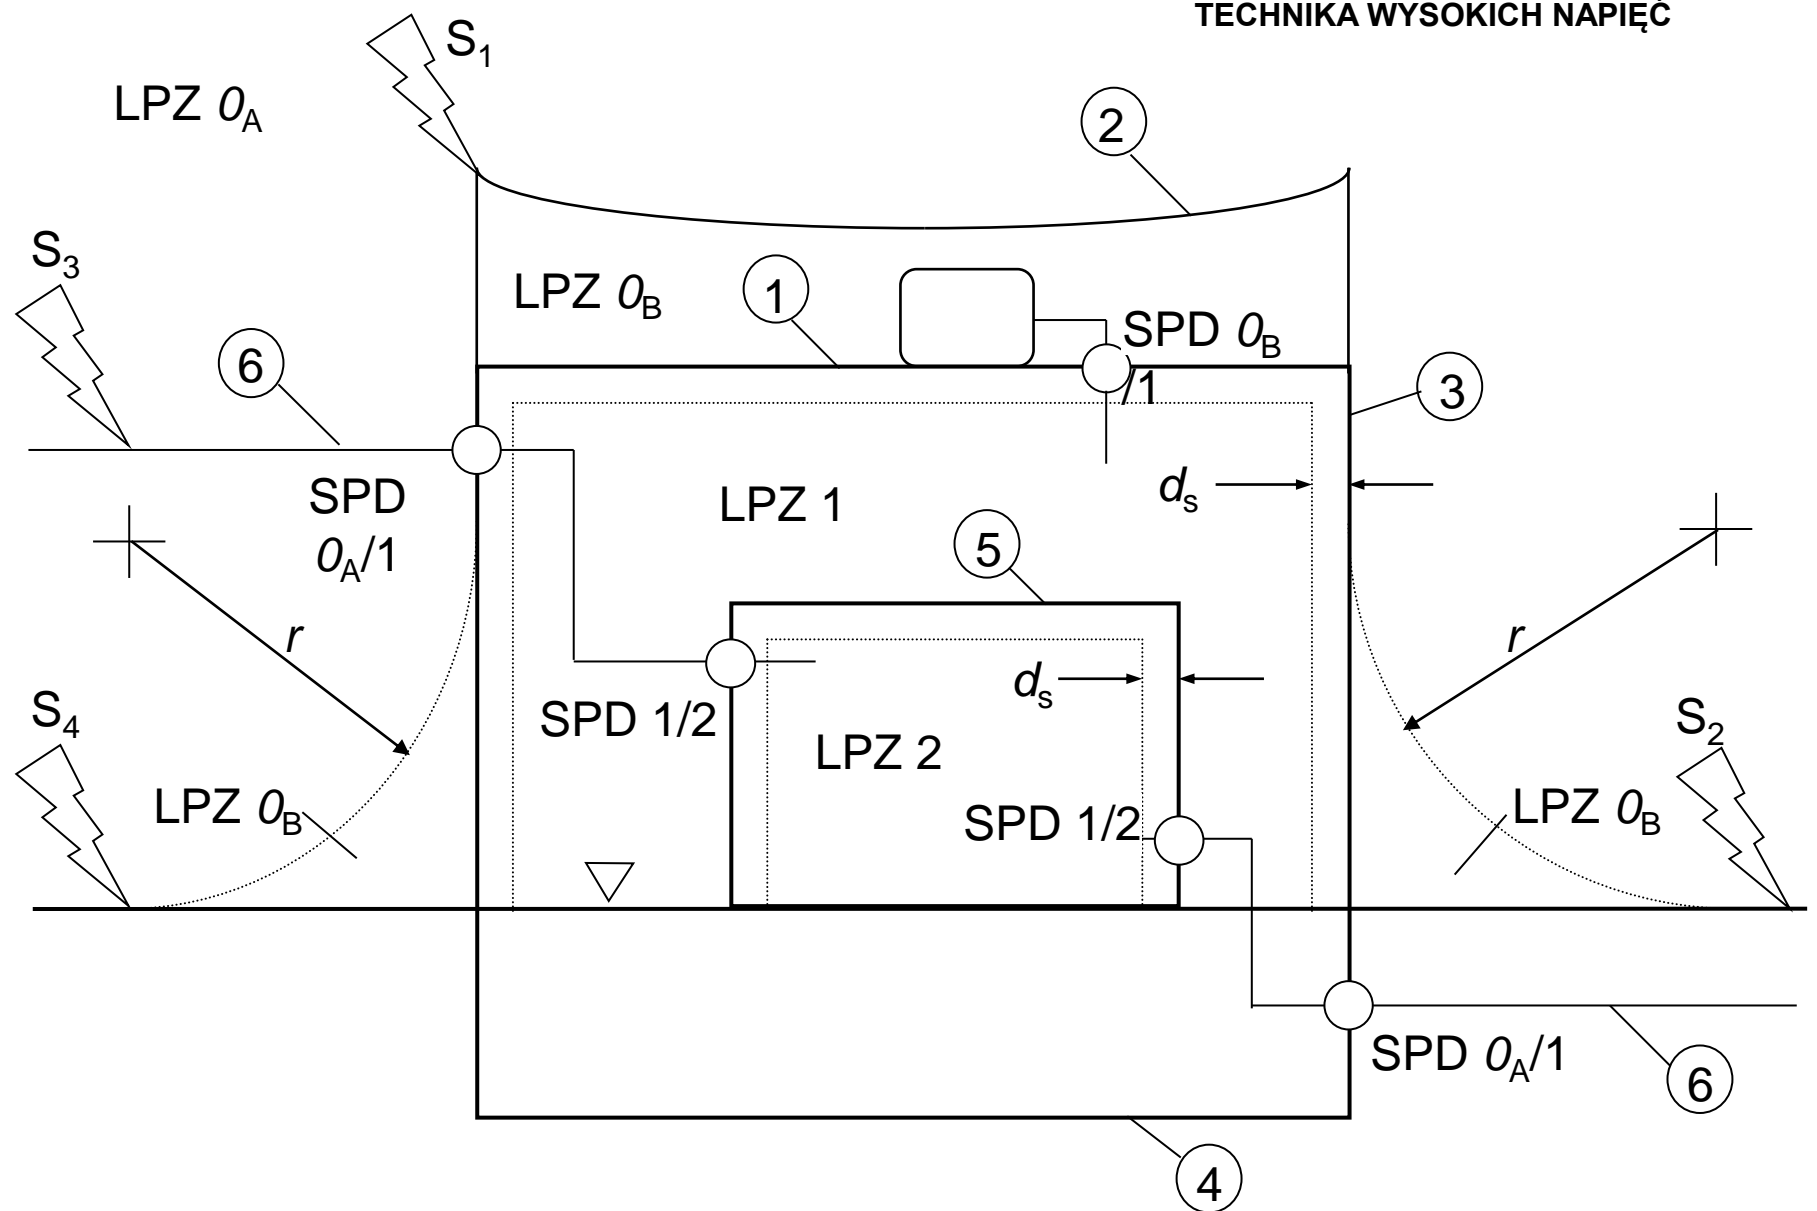 TECHNIKA WYSOKICH NAPIĘĆ
S1
LPZ 0A
2
S3
LPZ 0B
1
SPD 0B
/1
6
3
SPD
0A/1
LPZ 1
ds
5
r
r
ds
S4
SPD 1/2
S2
LPZ 2
LPZ 0B
SPD 1/2
LPZ 0B
SPD 0A/1
6
4